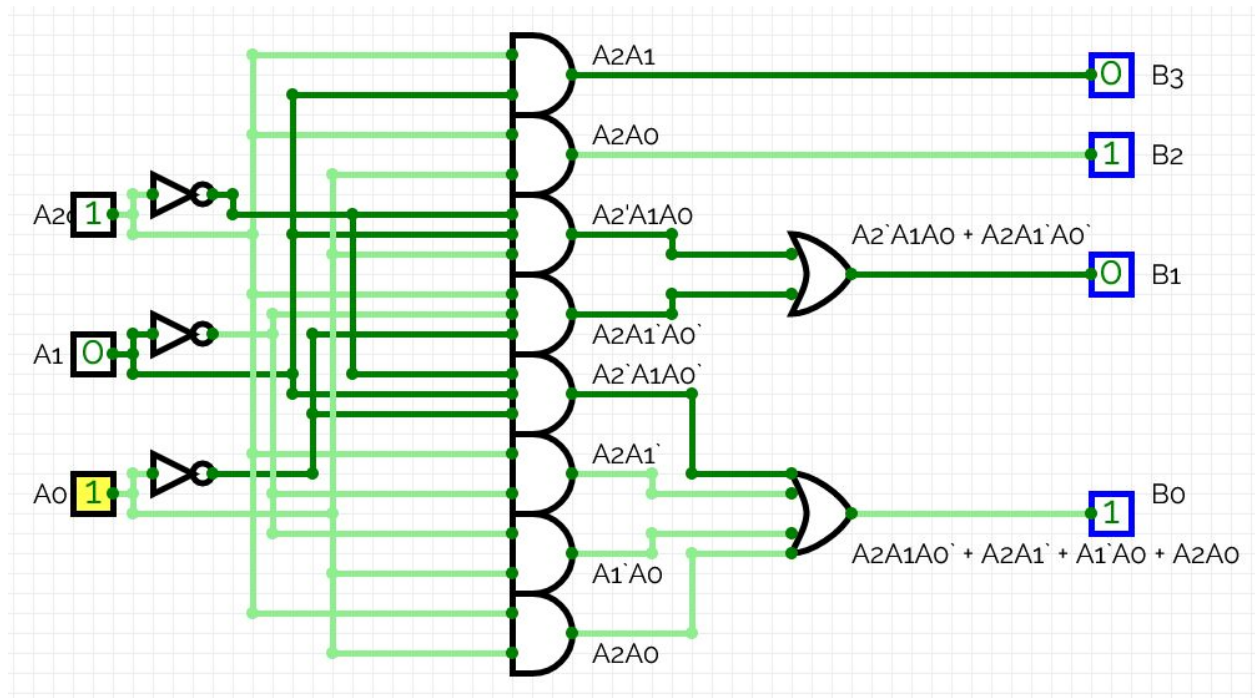 A2A1
0 B3
A2A0
1 B2
A2 1
A2'A1A0
A2`A1A0 + A2A1`A0`
0 B1
A2A1`A0`
A1 0
A2`A1A0`
A2A1`
A0 1
1 B0
A2A1A0` + A2A1` + A1`A0 + A2A0
A1`A0
A2A0